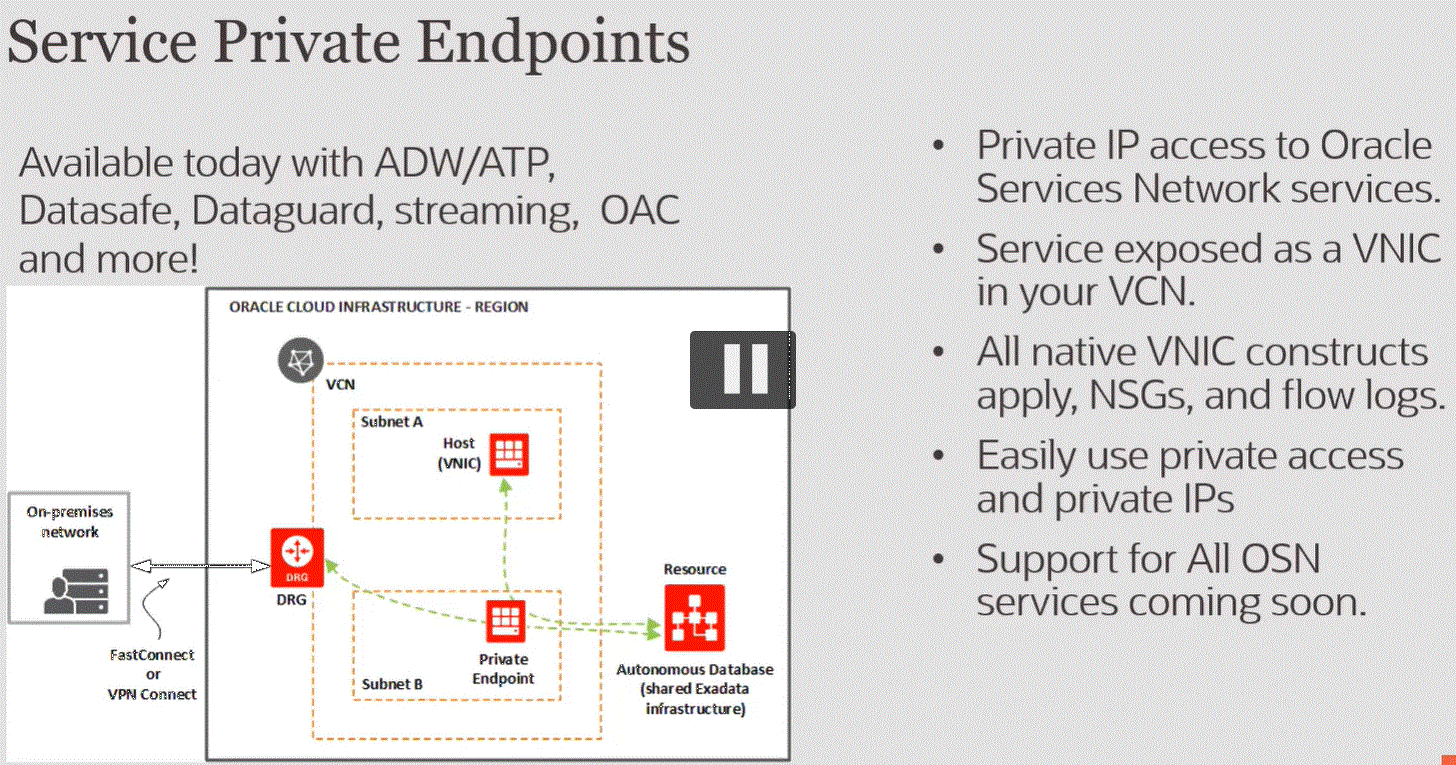 Service Private Endpoints
Available today with ADW/ATP,
Datasafe, Dataguard, streaming,  OAC
and more!
ORACLE CLOUD INFRASTRUCTURE - REGION
VCN
Subnet A
Host
(VNIC)
On-premises
network
DRG
DRG
FastConnect
or
VPN Connect
Private
Endpoint
Subnet B
Resource
Autonomous Database
(shared Exadata
infrastructure)
• Private IP access to Oracle
Services Network services.
• Service exposed as a VNIC
in your VCN.
• All native VNIC constructs
apply, NSGs, and flow logs.
• Easily use private access
and private IPs
• Support for All OSN
services coming soon.